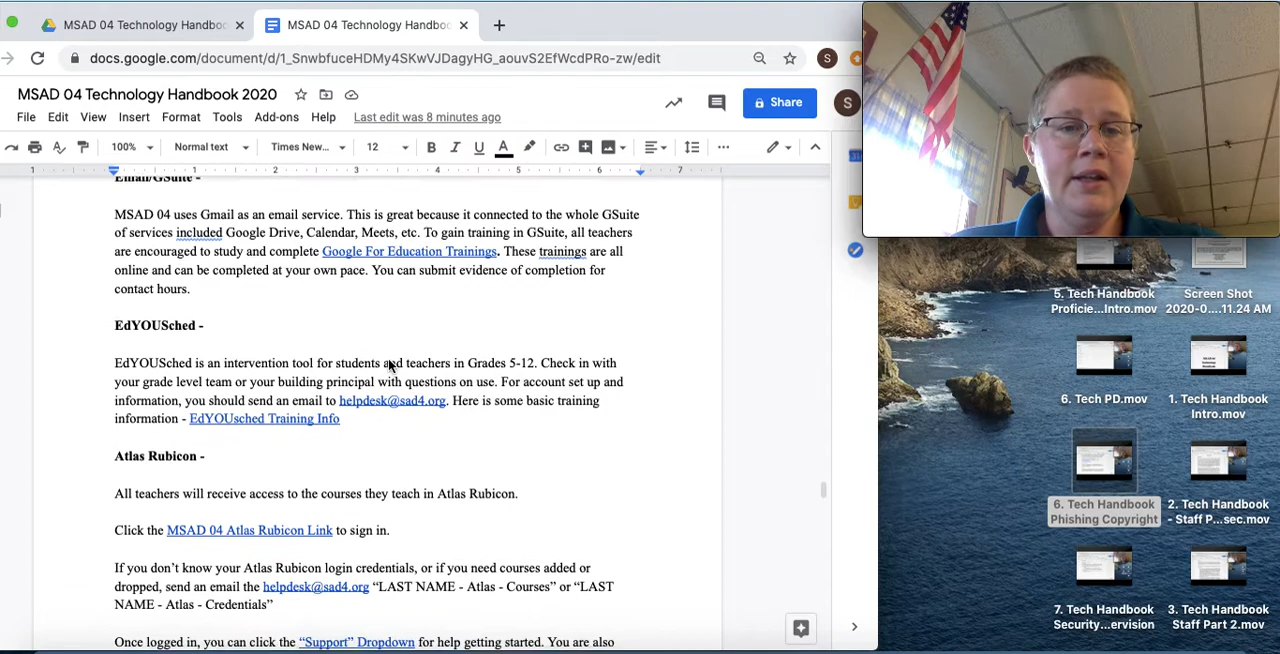 MSAD 04 Technology Handboo
MSAD 04 Technology Handboo
docs.google.com/document/d/1_SnwbfuceHDMy4SKwVJDagyHG_aouvS2EfWcdPRo-zw/edit
S
MSAD 04 Technology Handbook 2020
Share
S
File Edit View Insert Format Tools Add-ons Help Last edit was 8 minutes ago
100% Normal text Times New... 12 B I U A
1 1 2 3 4 5 6 7
Email/GSuite -
MSAD 04 uses Gmail as an email service. This is great because it connected to the whole GSuite
of services included Google Drive, Calendar, Meets, etc. To gain training in GSuite, all teachers
are encouraged to study and complete Google For Education Trainings. These trainings are all
online and can be completed at your own pace. You can submit evidence of completion for
contact hours.
EdYOUSched -
EdYOUSched is an intervention tool for students and teachers in Grades 5-12. Check in with
your grade level team or your building principal with questions on use. For account set up and
information, you should send an email to helpdesk@sad4.org. Here is some basic training
information - EdYOUsched Training Info
Atlas Rubicon -
All teachers will receive access to the courses they teach in Atlas Rubicon.
Click the MSAD 04 Atlas Rubicon Link to sign in.
If you don’t know your Atlas Rubicon login credentials, or if you need courses added or
dropped, send an email the helpdesk@sad4.org “LAST NAME - Atlas - Courses” or “LAST
NAME - Atlas - Credentials”
Once logged in, you can click the “Support” Dropdown for help getting started. You are also
5. Tech Handbook
Proficie...Intro.mov
Screen Shot
2020-0....11.24 AM
6. Tech PD.mov
1. Tech Handbook
Intro.mov
6. Tech Handbook
Phishing Copyright
2. Tech Handbook
- Staff P...sec.mov
7. Tech Handbook
Security...ervision
3. Tech Handbook
Staff Part 2.mov